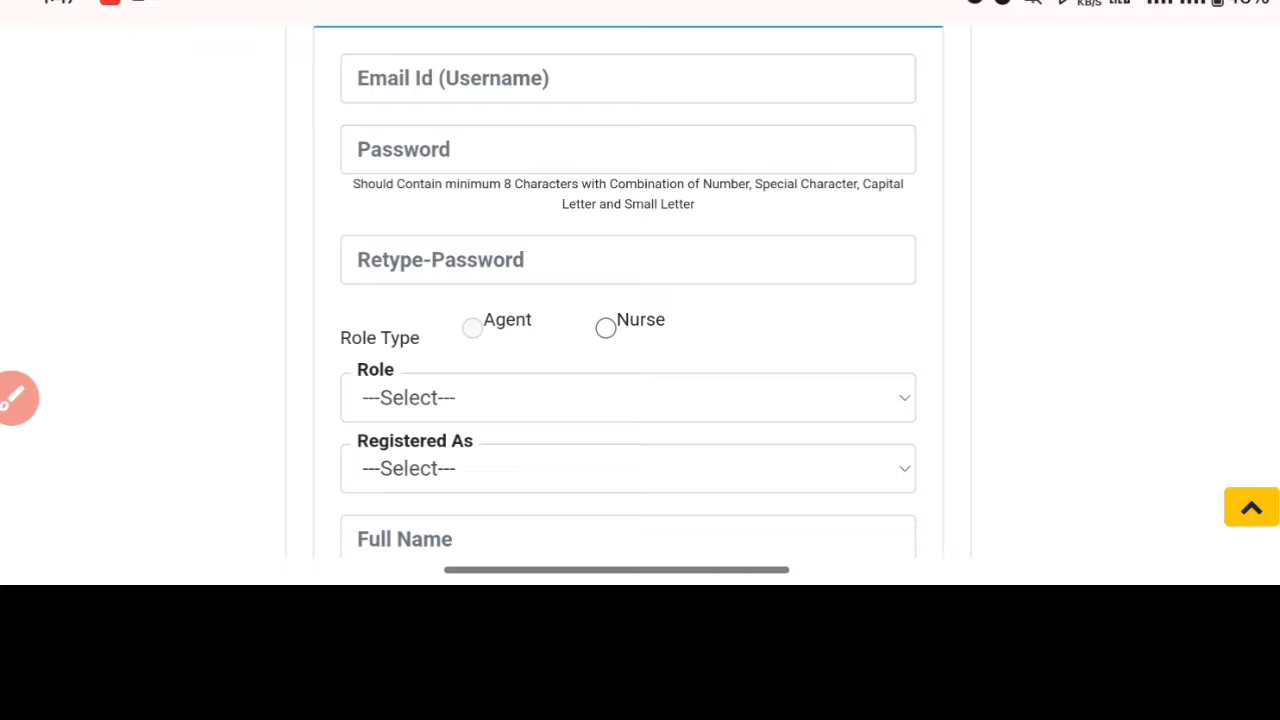 Email Id (Username)
Password
Should Contain minimum 8 Characters with Combination of Number, Special Character, Capital
Letter and Small Letter
Retype-Password
Role Type Agent Nurse
Role
---Select---
Registered As
---Select---
Full Name